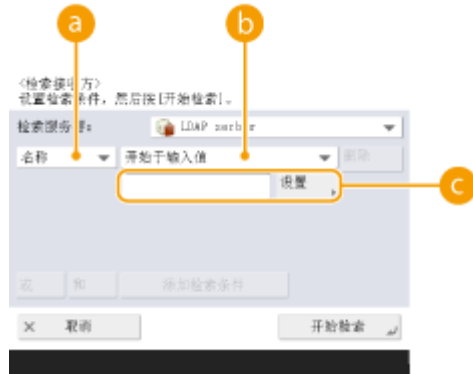 a
b
<检索接收方>
设置检索条件，然后按[开始检索]。
检索服务器：
LDAP serber
名称
开始于输入值
删除
设置
c
或
和
添加检索条件
× 取消
开始检索